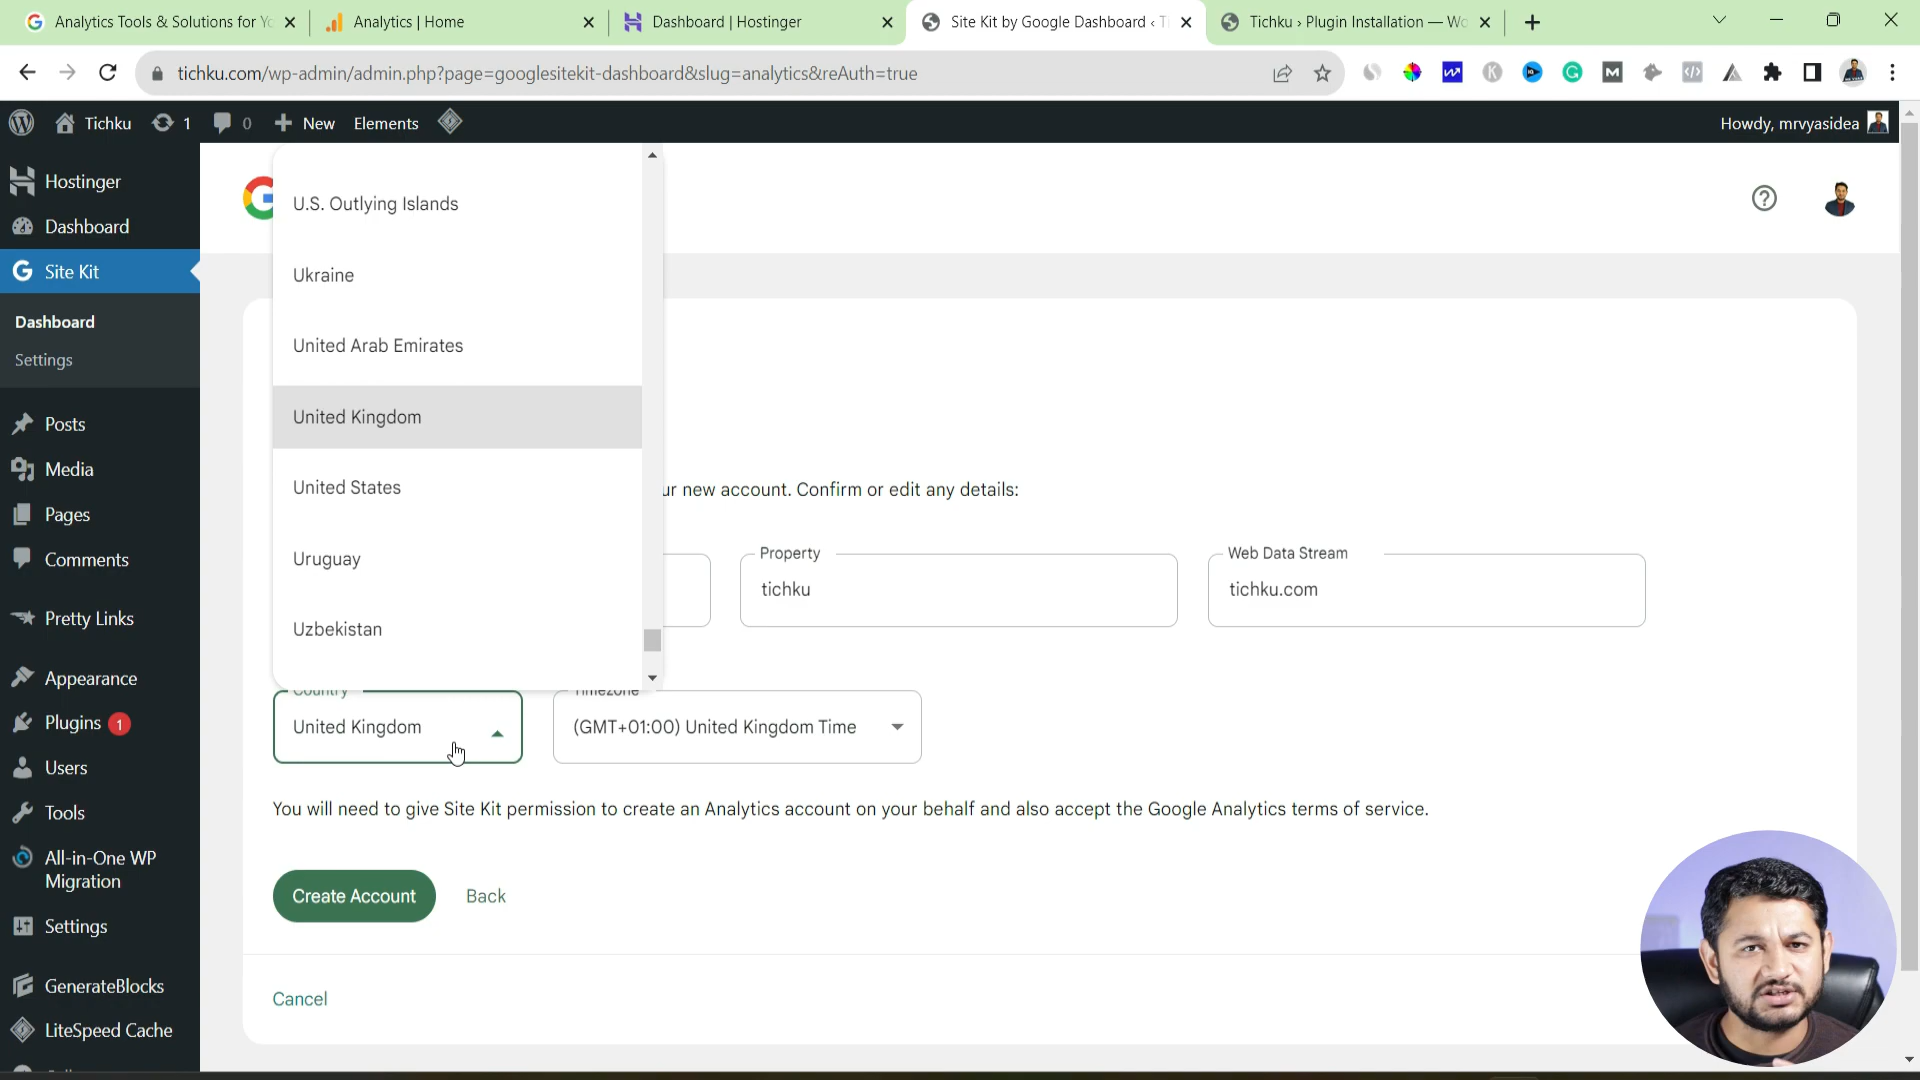 Analytics Tools & Solutions for Yo
Analytics | Home
Dashboard | Hostinger
Site Kit by Google Dashboard ‹ Ti
Tichku › Plugin Installation — Wo
tichku.com/wp-admin/admin.php?page=googlesitekit-dashboard&slug=analytics&reAuth=true
Tichku
1
0
New
Elements
Howdy, mrvyasidea
Hostinger
Dashboard
Site Kit
Dashboard
Settings
Posts
Media
Pages
Comments
Pretty Links
Appearance
Plugins 1
Users
Tools
All-in-One WP
Migration
Settings
GenerateBlocks
LiteSpeed Cache
U.S. Outlying Islands
Ukraine
United Arab Emirates
United Kingdom
United States
Uruguay
Uzbekistan
ur new account. Confirm or edit any details:
Property
tichku
Web Data Stream
tichku.com
Country
United Kingdom
Timezone
(GMT+01:00) United Kingdom Time
You will need to give Site Kit permission to create an Analytics account on your behalf and also accept the Google Analytics terms of service.
Create Account
Back
Cancel